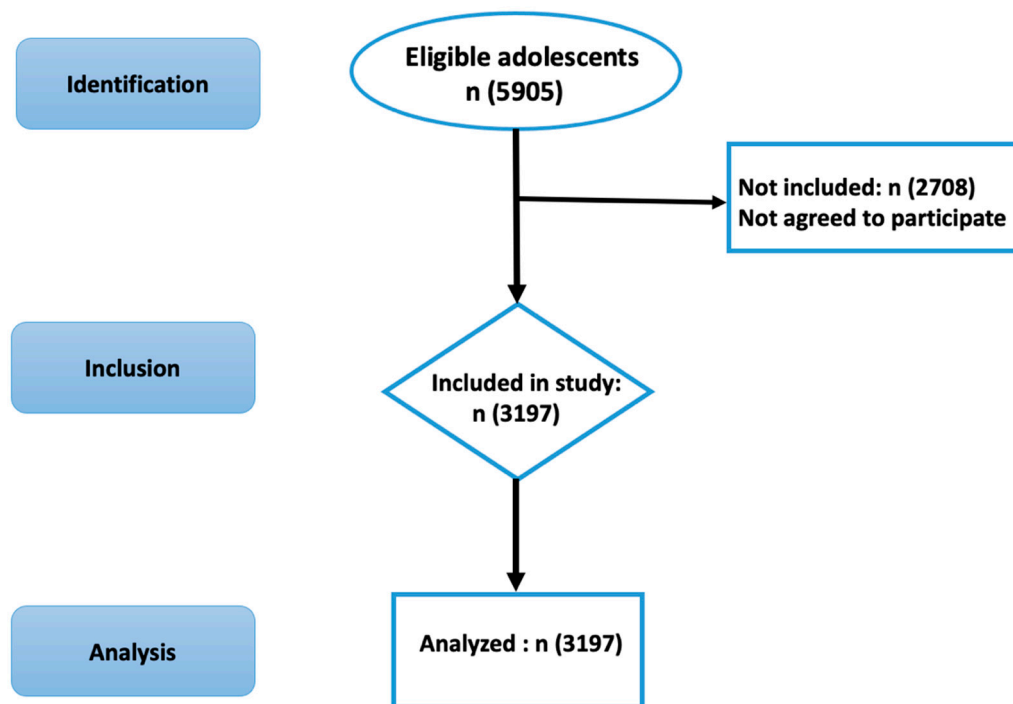 Identification
Eligible adolescents
n (5905)
Not included: n (2708)
Not agreed to participate
Inclusion
Included in study:
n (3197)
Analysis
Analyzed : n (3197)